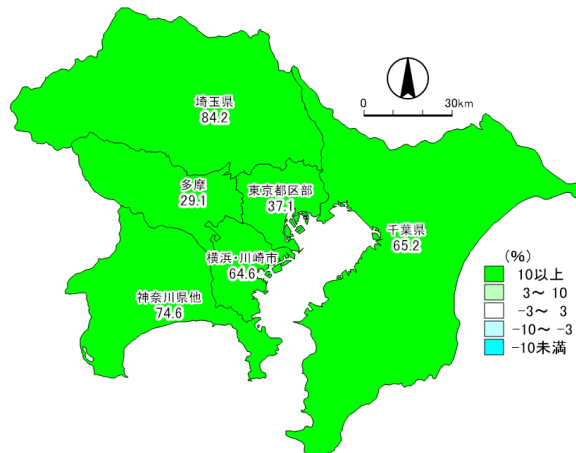 埼玉県
84.2
0
30km
多摩
29.1
東京都区部
37.1
千葉県
65.2
横浜・川崎市
64.6
神奈川県他
74.6
(%)
10以上
3～ 10
-3～ 3
-10～ -3
-10未満